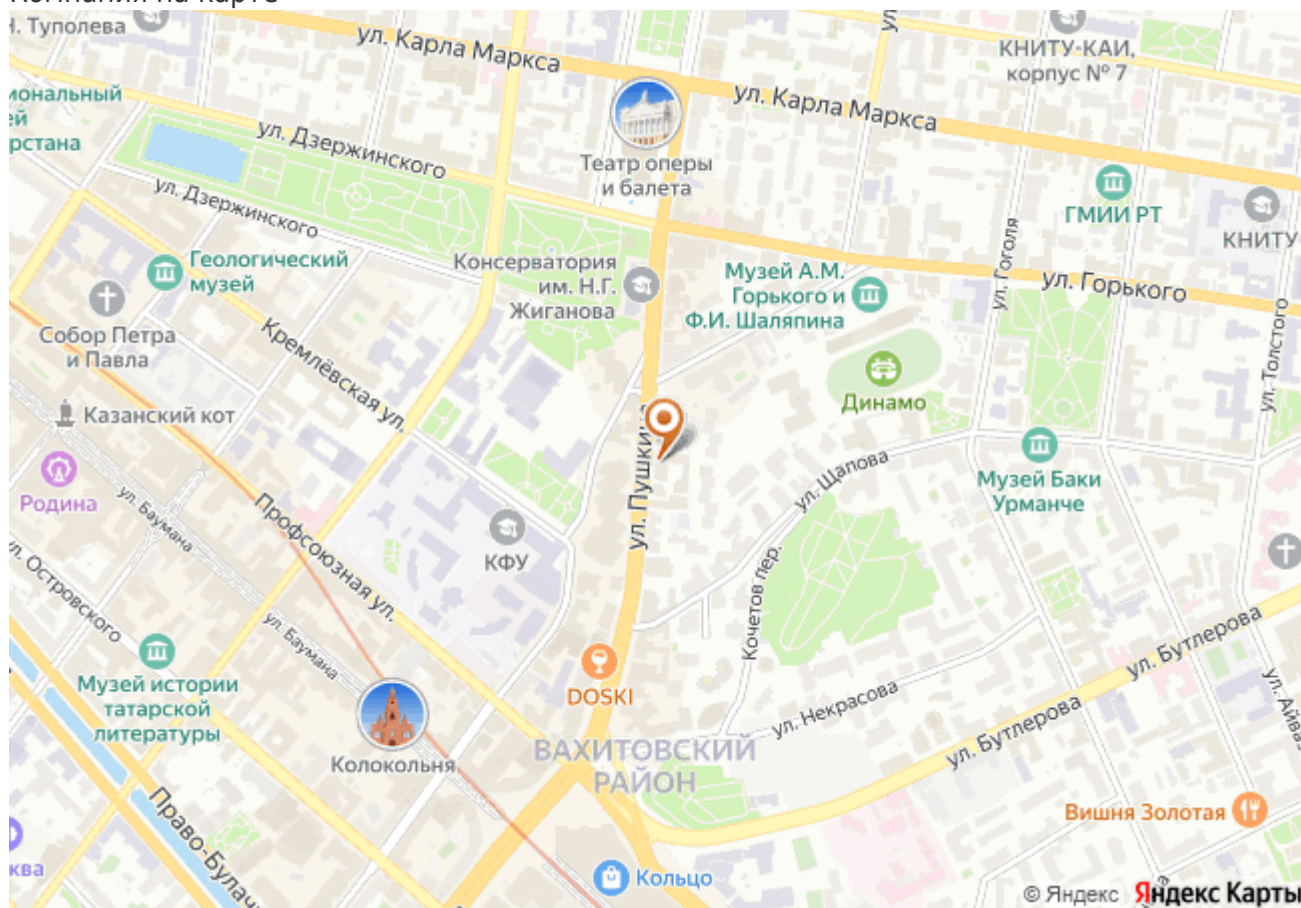 Компания на карте
Н. Туполева
ул. Карла Маркса
КНИТУ-КАИ,
корпус № 7
ул. Карла Маркса
ул. Дзержинского
Театр оперы
и балета
ул. Дзержинского
ГМИИ РТ
КНИТУ
ул. Гоголя
Геологический
музей
Консерватория
им. Н.Г.
Жиганова
Музей А.М.
Горького и
Ф.И. Шаляпина
ул. Горького
Собор Петра
и Павла
Кремлёвская ул.
ул. Толстого
Казанский кот
Динамо
ул. Пушкина
Родина
ул. Баумана
ул. Щапова
Музей Баки
Урманче
Профсоюзная ул.
КФУ
ул. Островского
ул. Баумана
Кочетов пер.
ул. Бутлерова
Музей истории
татарской
литературы
DOSKI
ул. Некрасова
ул. Бутлерова
Колокольня
ВАХИТОВСКИЙ
РАЙОН
Вишня Золотая
Право-Булач
Кольцо
© Яндекс Яндекс Карты